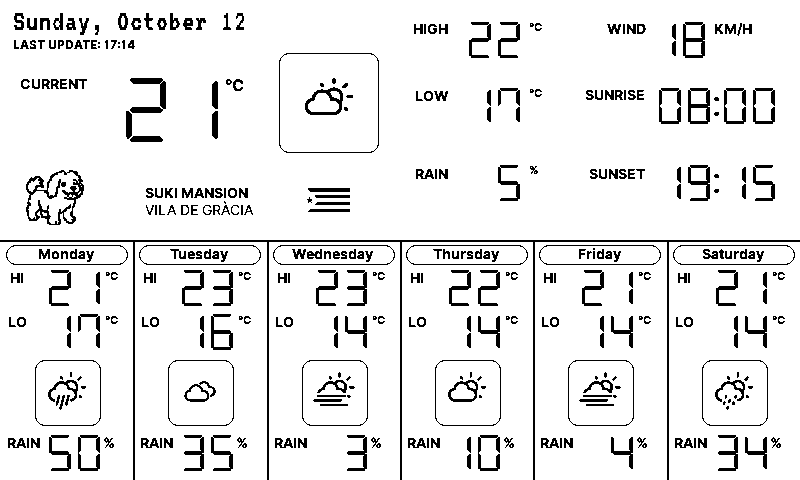 Sunday, October 12
LAST UPDATE: 17:14
CURRENT 21 °C
SUKI MANSION
VILA DE GRÀCIA
HIGH 22 °C
WIND 18 KM/H
LOW 17 °C
SUNRISE 08:00
RAIN 5 %
SUNSET 19:15
Monday
HI 21 °C
LO 17 °C
RAIN 50 %
Tuesday
HI 23 °C
LO 16 °C
RAIN 35 %
Wednesday
HI 23 °C
LO 14 °C
RAIN 3 %
Thursday
HI 22 °C
LO 14 °C
RAIN 10 %
Friday
HI 21 °C
LO 14 °C
RAIN 4 %
Saturday
HI 21 °C
LO 14 °C
RAIN 34 %